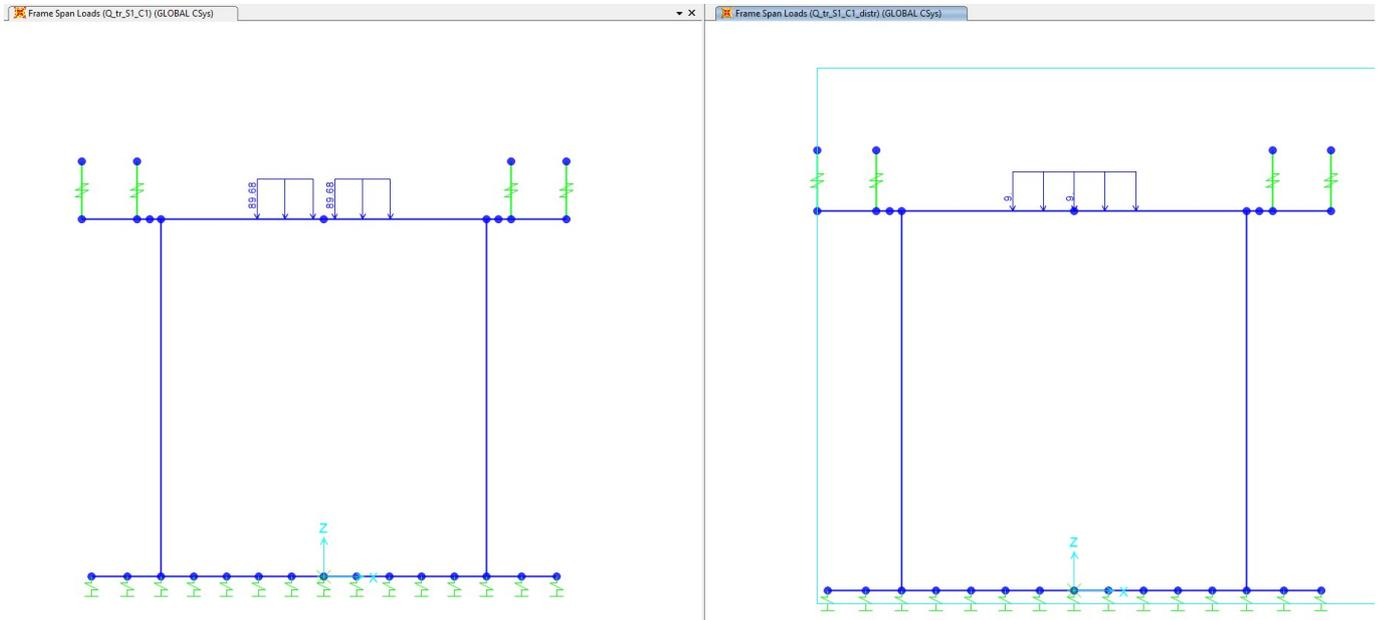 Frame Span Loads (Q_tr_S1_C1) (GLOBAL CSys)
Frame Span Loads (Q_tr_S1_C1_distr) (GLOBAL CSys)
89.68
89.68
9.
9.
Z
X
Z
X